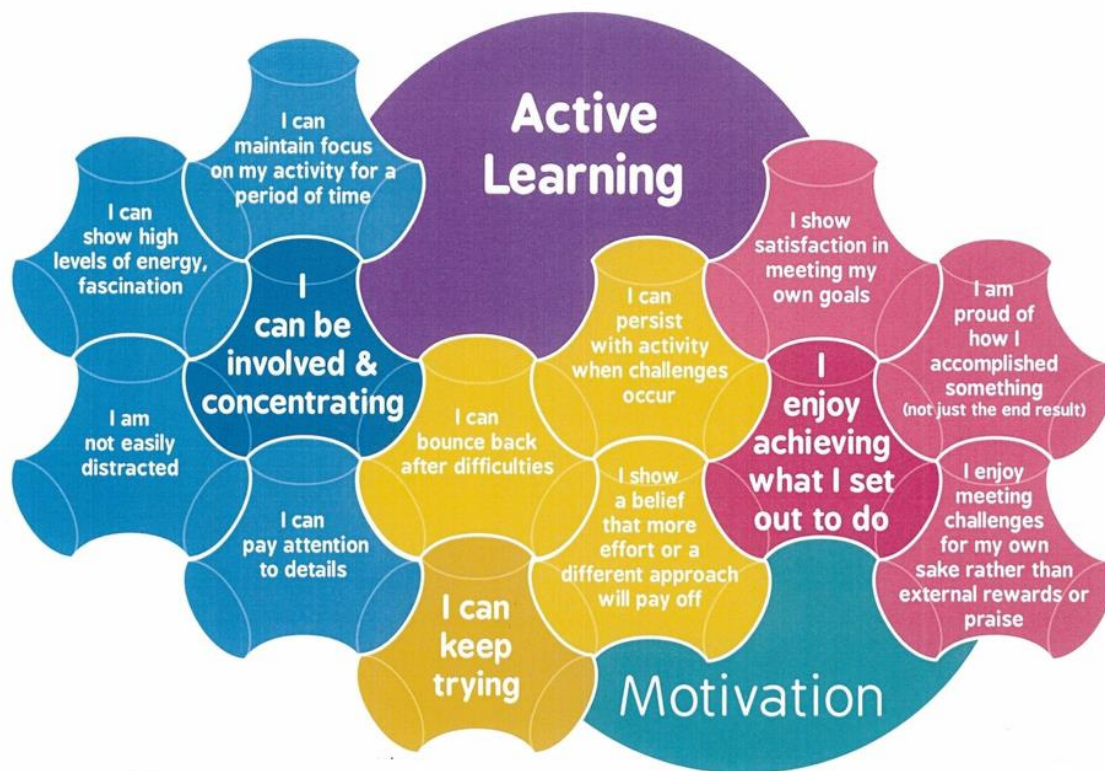 Active
Learning
I can
maintain focus
on my activity for a
period of time
I can
show high
levels of energy,
fascination
I
can be
involved &
concentrating
I am
not easily
distracted
I can
pay attention
to details
I can
bounce back
after difficulties
I can
persist
with activity
when challenges
occur
I show
a belief
that more
effort or a
different approach
will pay off
I can
keep
trying
I show
satisfaction in
meeting my
own goals
I am
proud of
how I
accomplished
something
(not just the end result)
I
enjoy
achieving
what I set
out to do
I enjoy
meeting
challenges
for my own
sake rather than
external rewards or
praise
Motivation